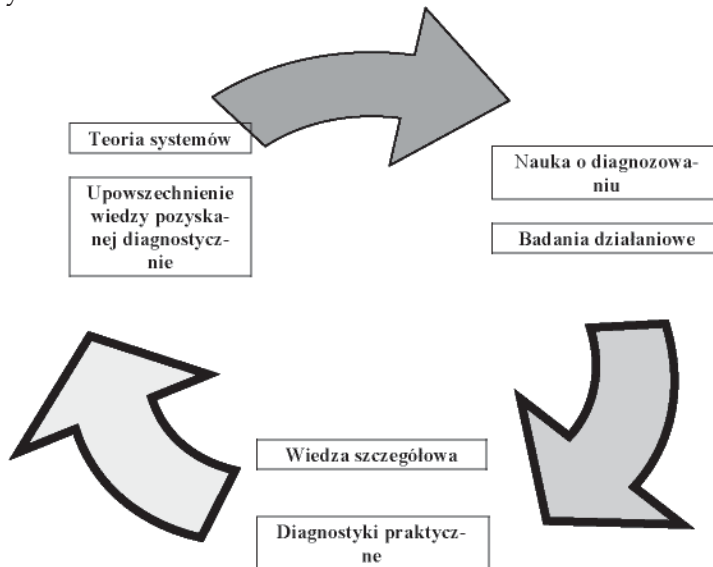 Teoria systemów
Upowszechnienie
wiedzy pozyska-
nej diagnostycz-
nie
Nauka o diagnozowa-
niu
Badania działaniowe
Wiedza szczegółowa
Diagnostyki praktycz-
ne